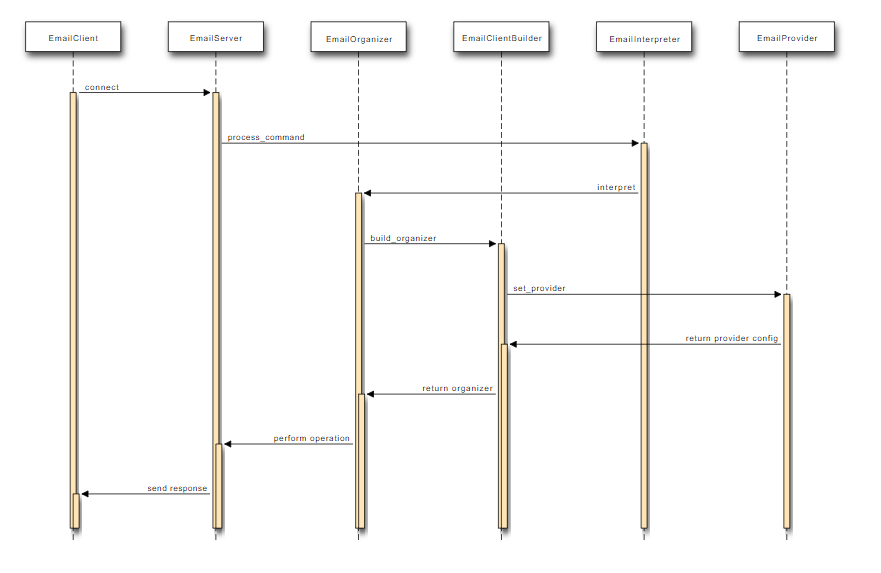 EmailClient
EmailServer
EmailOrganizer
EmailClientBuilder
EmailInterpreter
EmailProvider
connect
process_command
interpret
build_organizer
set_provider
return provider config
return organizer
perform operation
send response